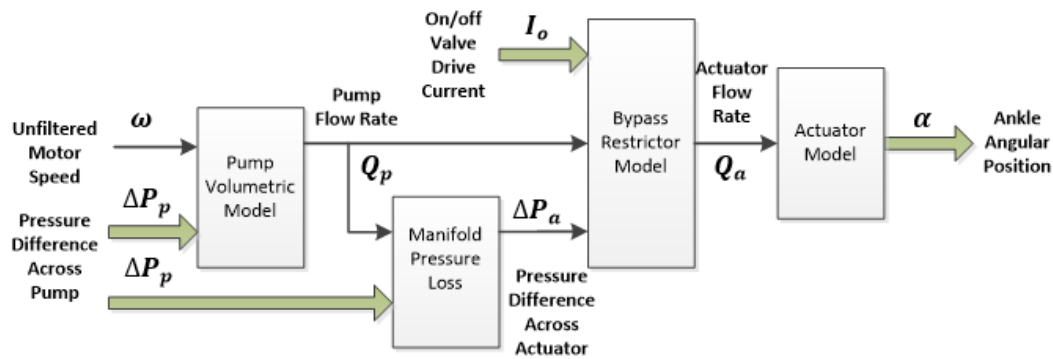 On/off
Valve
Drive
Current
I_o
Pump
Flow Rate
Actuator
Flow
Rate
Unfiltered
Motor
Speed
ω
Pump
Volumetric
Model
Q_p
Bypass
Restrictor
Model
Q_a
Actuator
Model
α
Ankle
Angular
Position
Pressure
Difference
Across
Pump
ΔP_p
ΔP_p
Manifold
Pressure
Loss
ΔP_a
Pressure
Difference
Across
Actuator